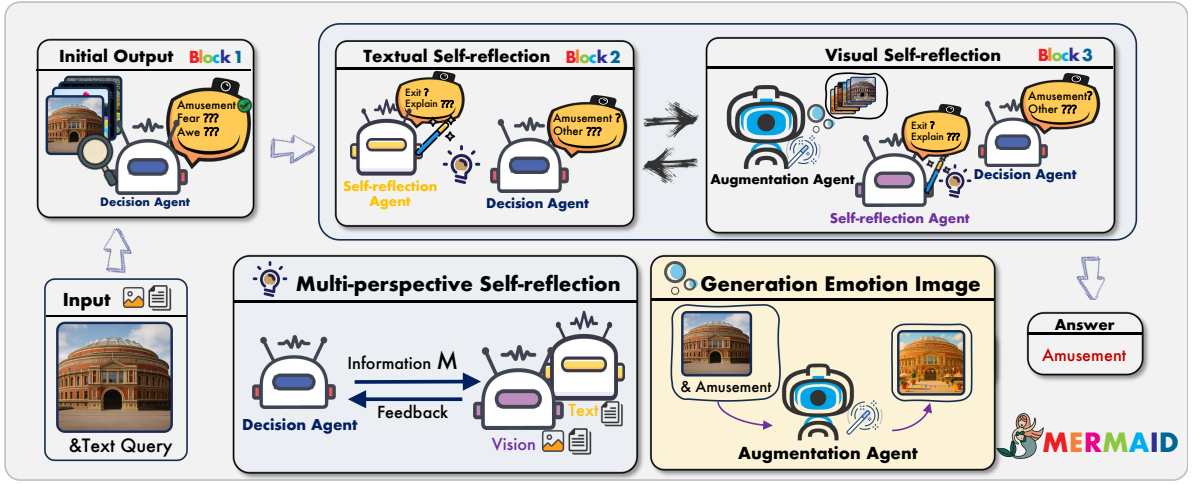 Initial Output Block 1
Amusement
Fear ???
Awe ???
Decision Agent
Textual Self-reflection Block 2
Exit ?
Explain ???
Self-reflection
Agent
Amusement ?
Other ???
Decision Agent
Visual Self-reflection Block 3
Augmentation Agent
Exit ?
Explain ???
Self-reflection Agent
Amusement?
Other ???
Decision Agent
Input
&Text Query
Multi-perspective Self-reflection
Decision Agent
Information M
Feedback
Text
Vision
Generation Emotion Image
& Amusement
Augmentation Agent
Answer
Amusement
MERMAID